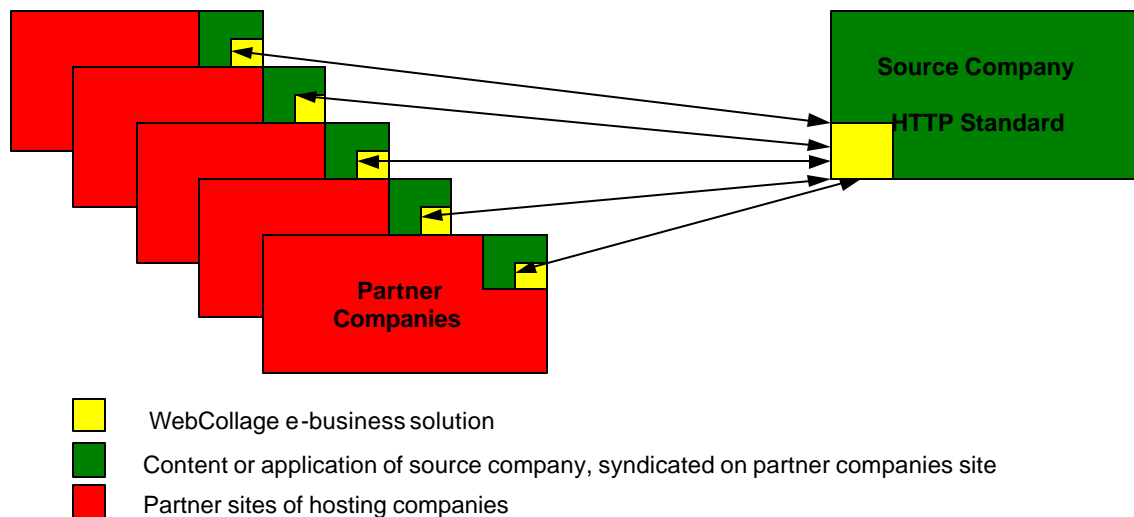 Source Company
HTTP Standard
Partner
Companies
WebCollage e-business solution
Content or application of source company, syndicated on partner companies site
Partner sites of hosting companies